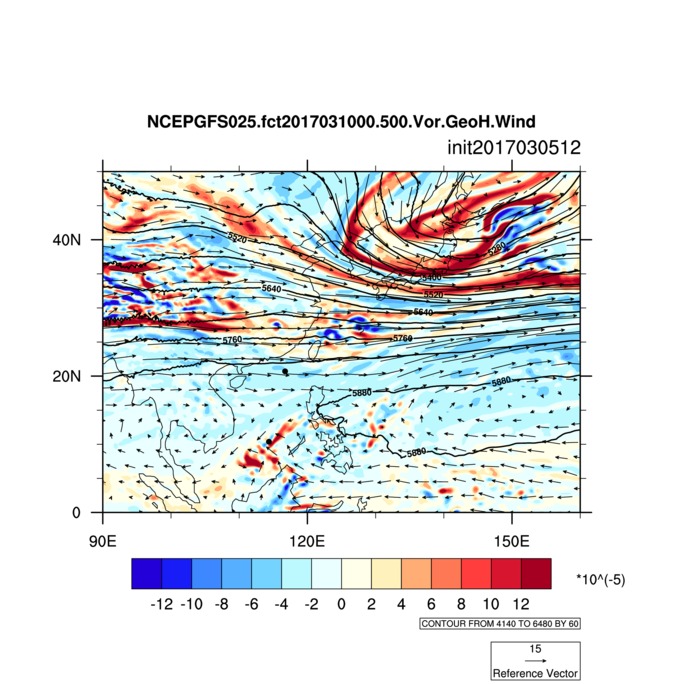 NCEPGFS025.fct2017031000.500.Vor.GeoH.Wind
init2017030512
40N
20N
0
90E 120E 150E
5520
5280
5400
5520
5640
5640
5760
5760
5880
5880
5880
-12 -10 -8 -6 -4 -2 0 2 4 6 8 10 12
*10^(-5)
CONTOUR FROM 4140 TO 6480 BY 60
15
Reference Vector